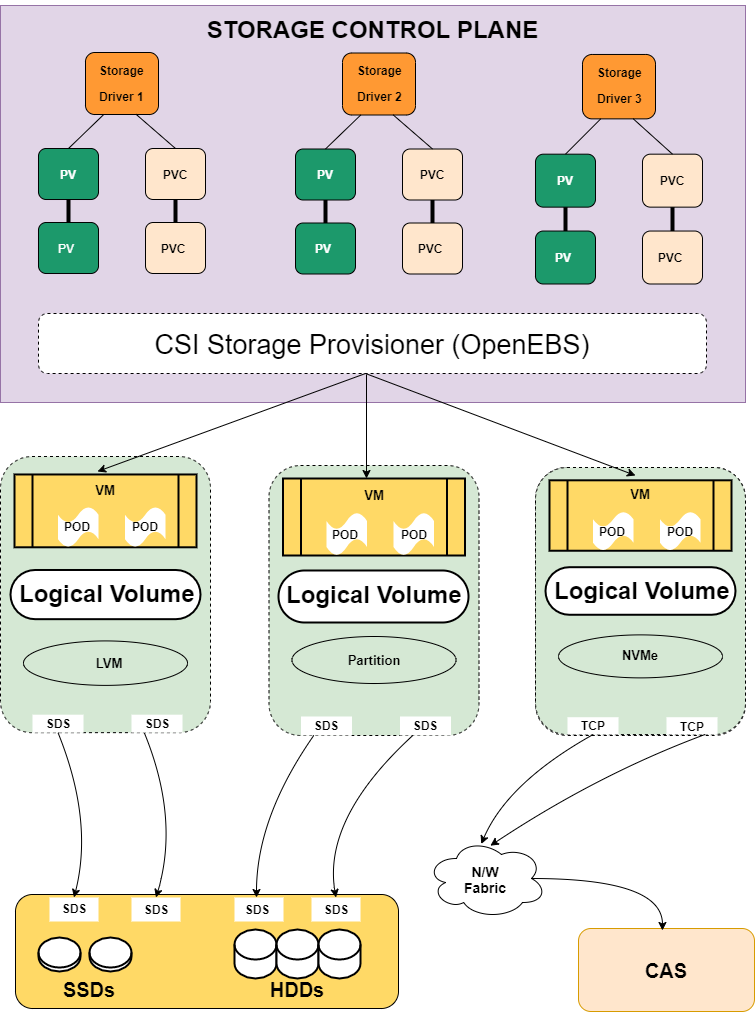 STORAGE CONTROL PLANE
Storage
Driver 1
Storage
Driver 2
Storage
Driver 3
PV
PVC
PV
PVC
PV
PVC
PV
PVC
PV
PVC
PV
PVC
CSI Storage Provisioner (OpenEBS)
VM
POD
POD
Logical Volume
LVM
SDS
SDS
VM
POD
POD
Logical Volume
Partition
SDS
SDS
VM
POD
POD
Logical Volume
NVMe
TCP
TCP
N/W
Fabric
SDS
SDS
SDS
SDS
SSDs
HDDs
CAS